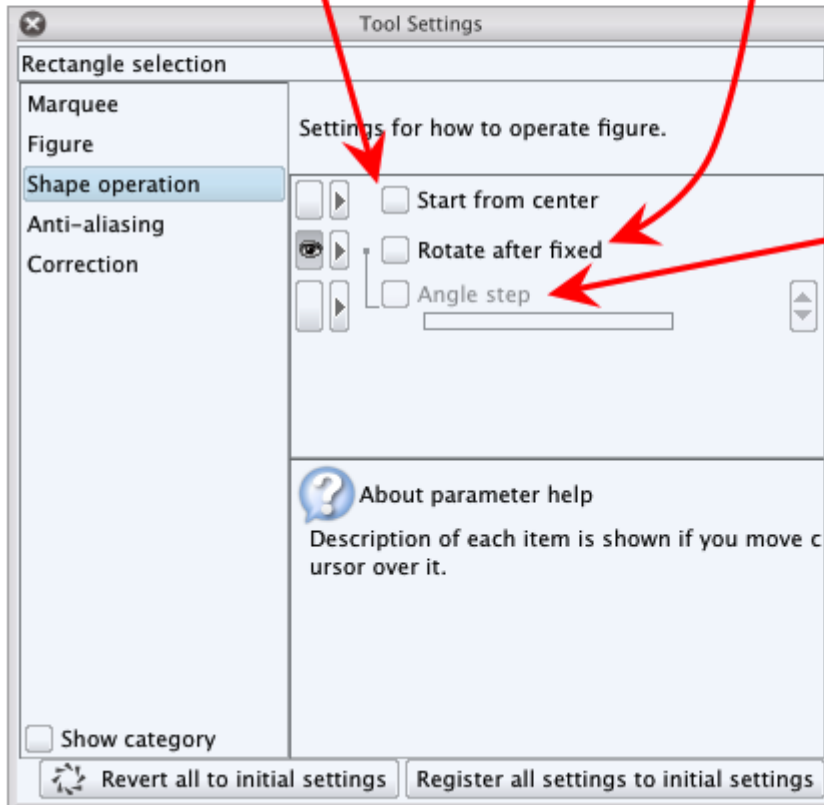 Tool Settings
Rectangle selection
Marquee
Figure
Shape operation
Anti-aliasing
Correction
Settings for how to operate figure.
Start from center
Rotate after fixed
Angle step
About parameter help
Description of each item is shown if you move c
ursor over it.
Show category
Revert all to initial settings
Register all settings to initial settings